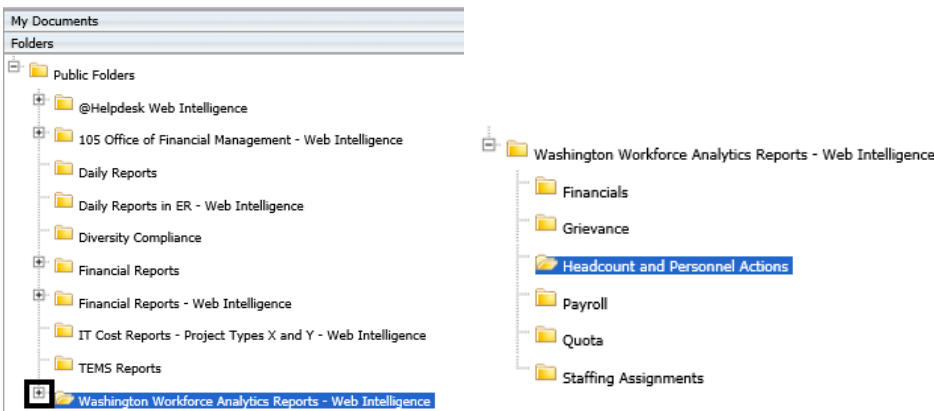 My Documents
Folders
Public Folders
@Helpdesk Web Intelligence
105 Office of Financial Management - Web Intelligence
Daily Reports
Daily Reports in ER - Web Intelligence
Diversity Compliance
Financial Reports
Financial Reports - Web Intelligence
IT Cost Reports - Project Types X and Y - Web Intelligence
TEMS Reports
Washington Workforce Analytics Reports - Web Intelligence
Washington Workforce Analytics Reports - Web Intelligence
Financials
Grievance
Headcount and Personnel Actions
Payroll
Quota
Staffing Assignments